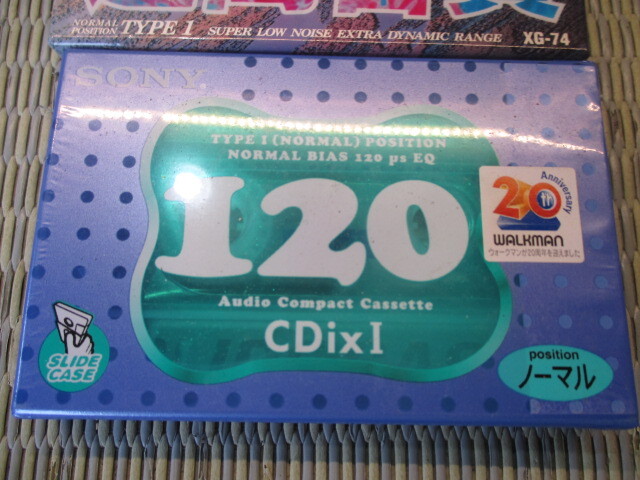 NORMAL
POSITION TYPE I SUPER LOW NOISE EXTRA DYNAMIC RANGE XG-74
SONY
TYPE I (NORMAL) POSITION
NORMAL BIAS 120 µs EQ
120
20th
Anniversary
WALKMAN
ウォークマンが20周年を迎えました
Audio Compact Cassette
CDixI
SLIDE
CASE
position
ノーマル